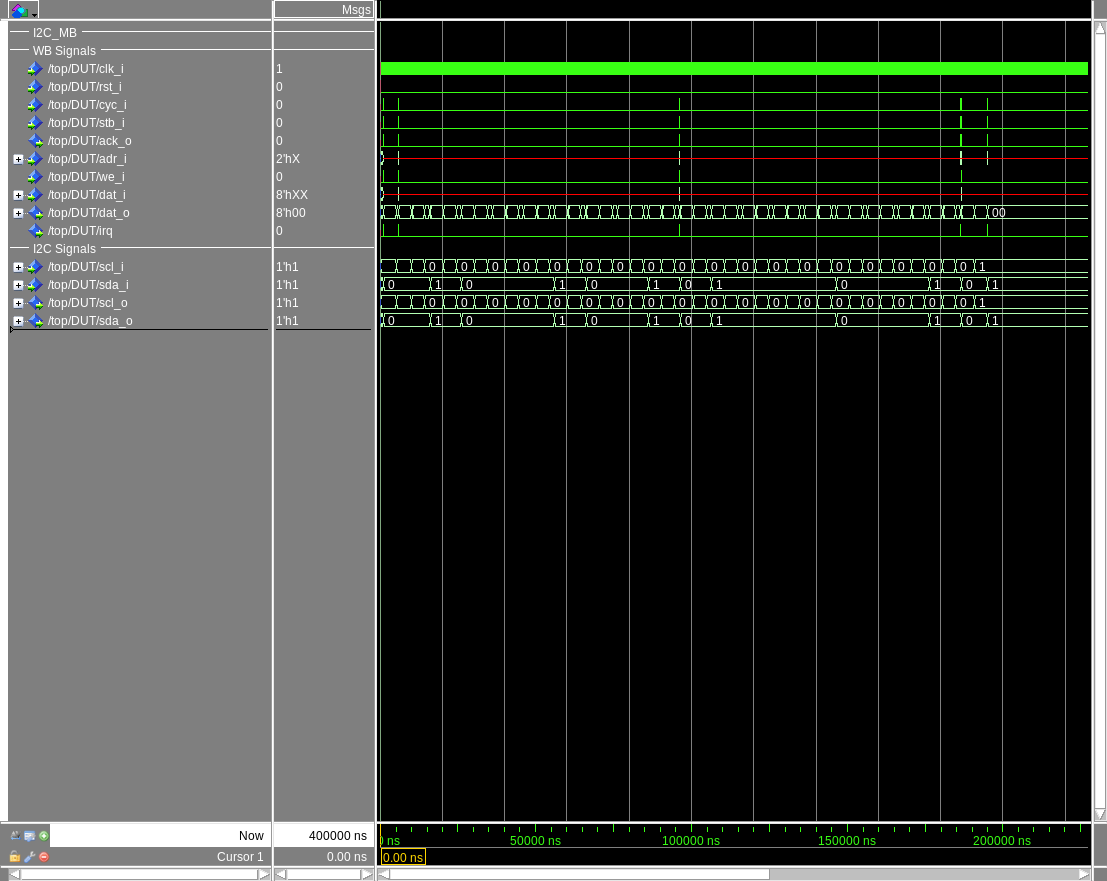 Msgs
I2C_MB
WB Signals
/top/DUT/clk_i 1
/top/DUT/rst_i 0
/top/DUT/cyc_i 0
/top/DUT/stb_i 0
/top/DUT/ack_o 0
/top/DUT/adr_i 2'hX
/top/DUT/we_i 0
/top/DUT/dat_i 8'hXX
/top/DUT/dat_o 8'h00 00
/top/DUT/irq 0
I2C Signals
/top/DUT/scl_i 1'h1 0 0 0 0 0 0 0 0 0 0 0 0 0 0 0 0 0 0 1
/top/DUT/sda_i 1'h1 0 1 0 1 0 1 0 1 0 1 0 1
/top/DUT/scl_o 1'h1 0 0 0 0 0 0 0 0 0 0 0 0 0 0 0 0 0 0 1
/top/DUT/sda_o 1'h1 0 1 0 1 0 1 0 1 0 1 0 1
Now 400000 ns ns 50000 ns 100000 ns 150000 ns 200000 ns
Cursor 1 0.00 ns 0.00 ns